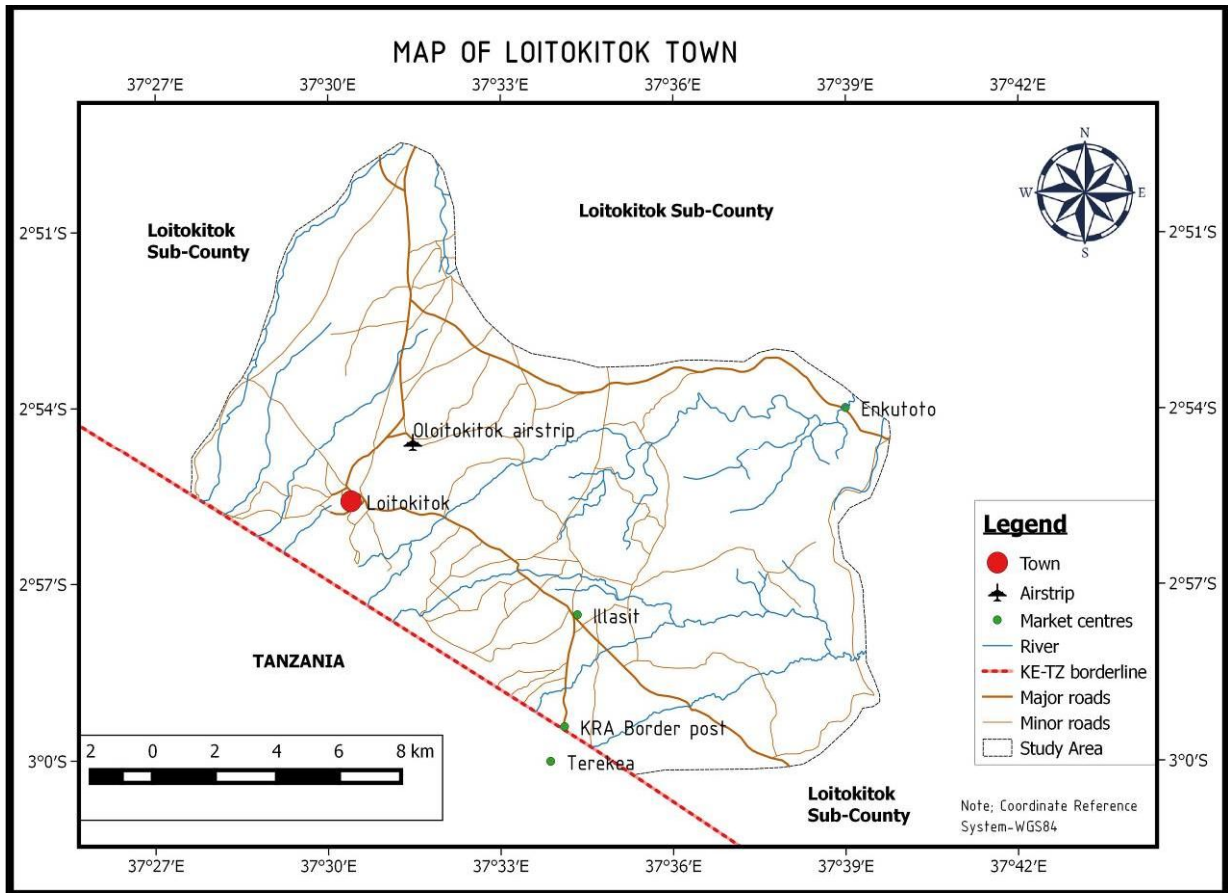 MAP OF LOITOKITOK TOWN
37°27'E 37°30'E 37°33'E 37°36'E 37°39'E 37°42'E
N
W E
S
Loitokitok Sub-County
Loitokitok
Sub-County
2°51'S 2°51'S
2°54'S 2°54'S
Enkutoto
Oloitokitok airstrip
Loitokitok
Legend
Town
Airstrip
Market centres
River
KE-TZ borderline
Major roads
Minor roads
Study Area
2°57'S 2°57'S
Illasit
TANZANIA
KRA Border post
Terekea
3°0'S 3°0'S
2 0 2 4 6 8 km
Loitokitok
Sub-County
Note; Coordinate Reference
System-WGS84
37°27'E 37°30'E 37°33'E 37°36'E 37°39'E 37°42'E